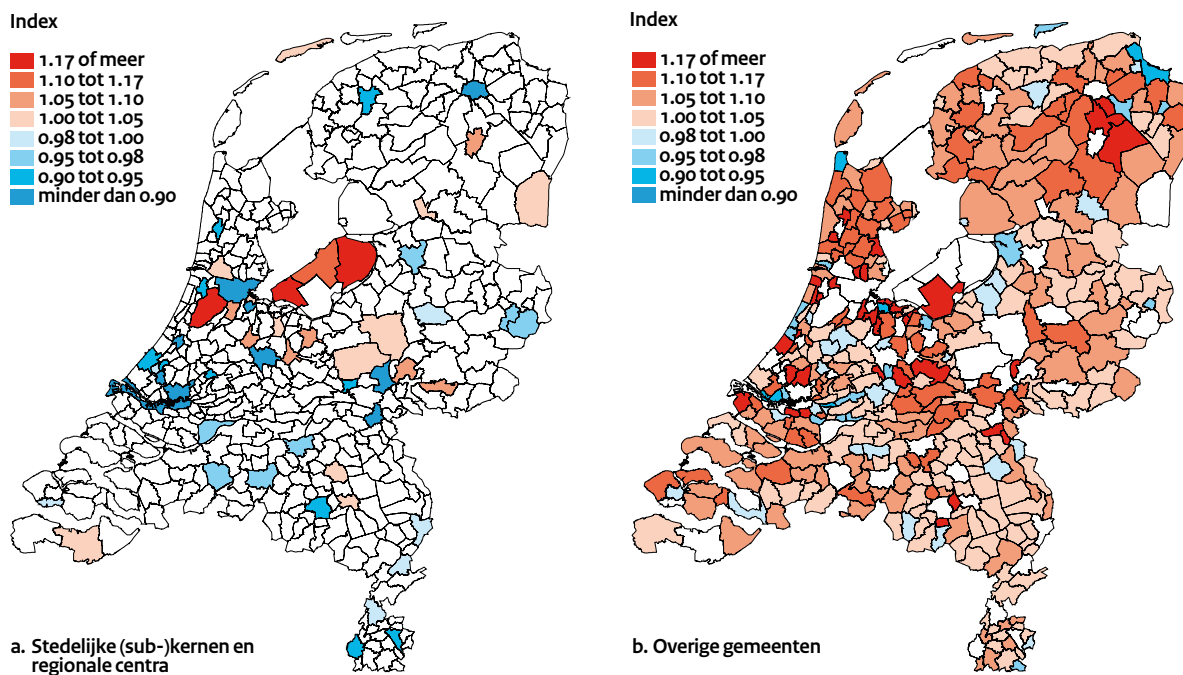 Index
1.17 of meer
1.10 tot 1.17
1.05 tot 1.10
1.00 tot 1.05
0.98 tot 1.00
0.95 tot 0.98
0.90 tot 0.95
minder dan 0.90
a. Stedelijke (sub-)kernen en
regionale centra
Index
1.17 of meer
1.10 tot 1.17
1.05 tot 1.10
1.00 tot 1.05
0.98 tot 1.00
0.95 tot 0.98
0.90 tot 0.95
minder dan 0.90
b. Overige gemeenten